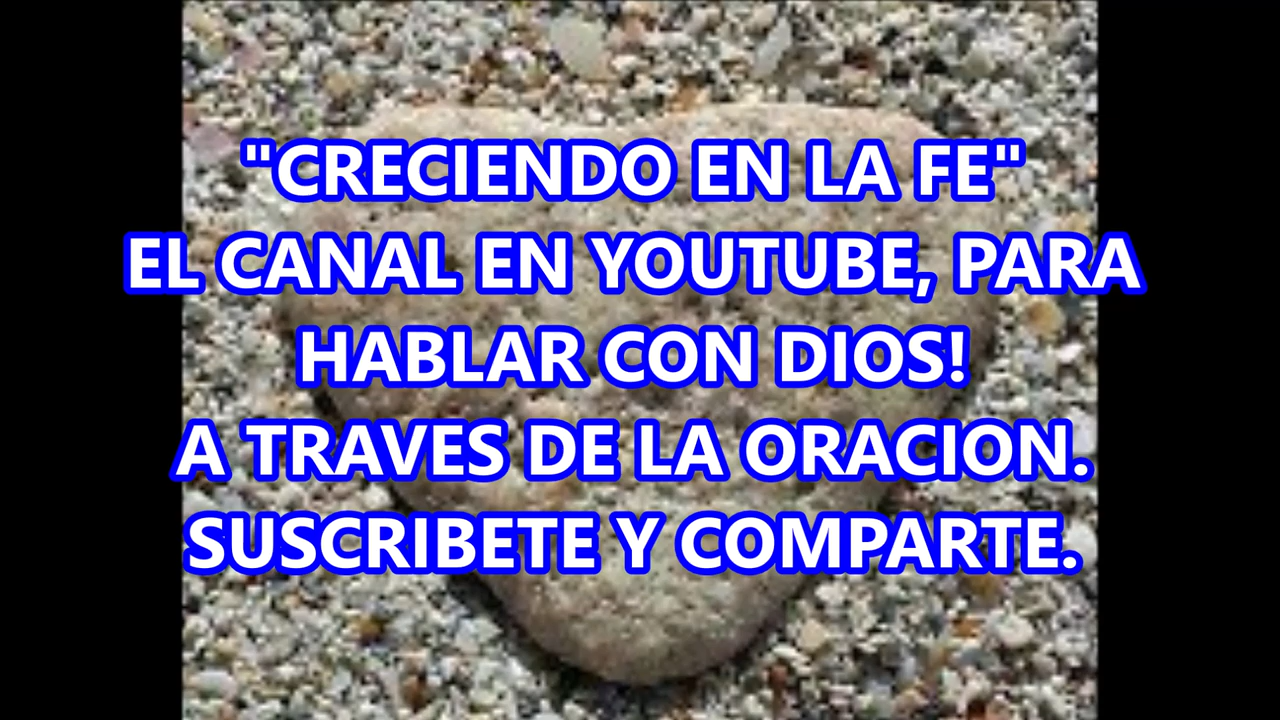 "CRECIENDO EN LA FE"
EL CANAL EN YOUTUBE, PARA
HABLAR CON DIOS!
A TRAVES DE LA ORACION.
SUSCRIBETE Y COMPARTE.